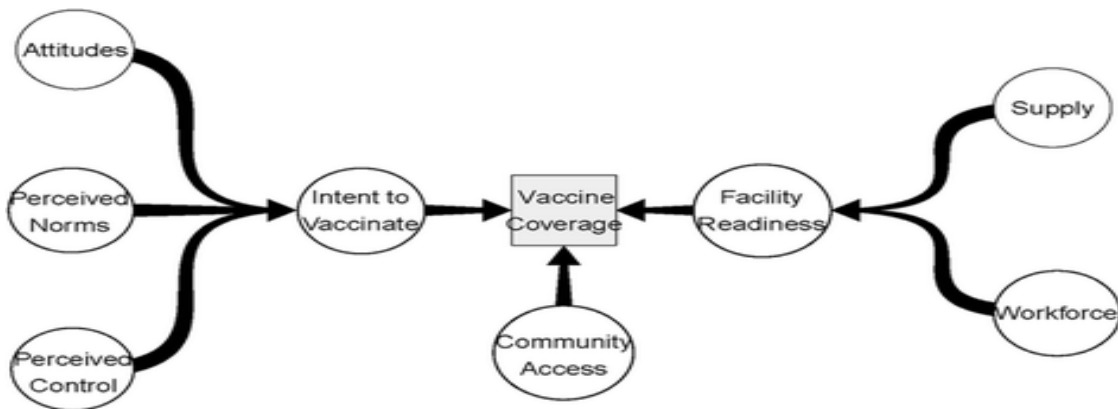 Attitudes
Perceived
Norms
Perceived
Control
Intent to
Vaccinate
Vaccine
Coverage
Community
Access
Facility
Readiness
Supply
Workforce